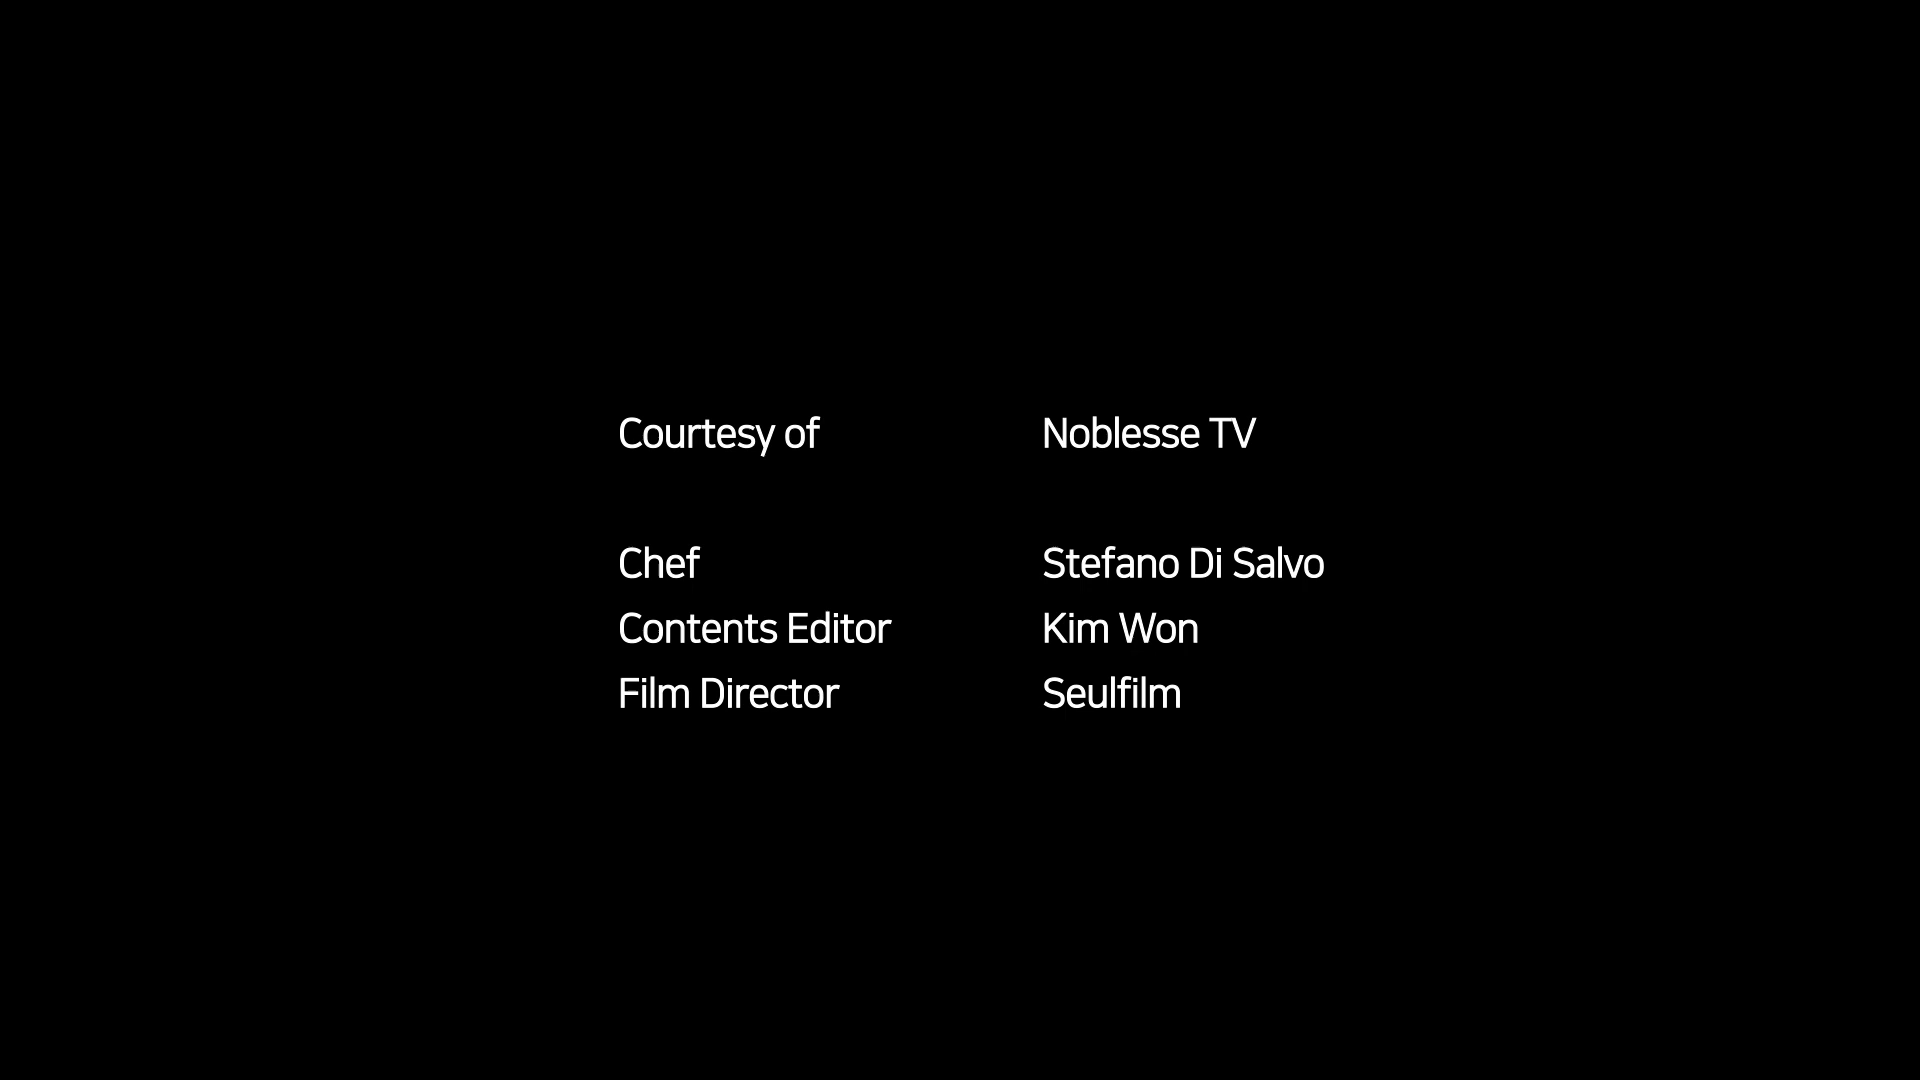 Courtesy of Noblesse TV
Chef Stefano Di Salvo
Contents Editor Kim Won
Film Director Seulfilm